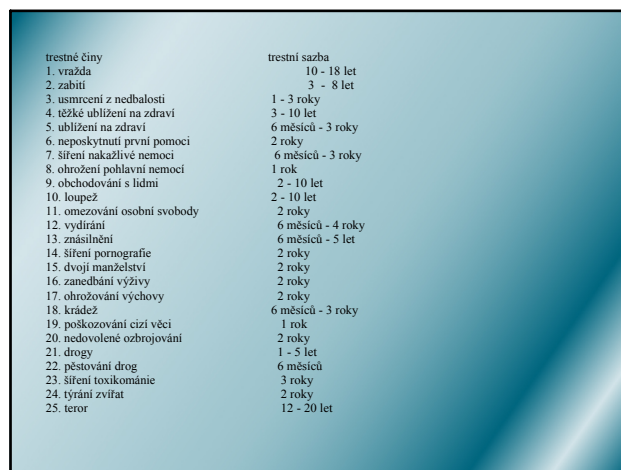 trestné činy trestní sazba
1. vražda 10 - 18 let
2. zabití 3 - 8 let
3. usmrcení z nedbalosti 1 - 3 roky
4. těžké ublížení na zdraví 3 - 10 let
5. ublížení na zdraví 6 měsíců - 3 roky
6. neposkytnutí první pomoci 2 roky
7. šíření nakažlivé nemoci 6 měsíců - 3 roky
8. ohrožení pohlavní nemocí 1 rok
9. obchodování s lidmi 2 - 10 let
10. loupež 2 - 10 let
11. omezování osobní svobody 2 roky
12. vydírání 6 měsíců - 4 roky
13. znásilnění 6 měsíců - 5 let
14. šíření pornografie 2 roky
15. dvojí manželství 2 roky
16. zanedbání výživy 2 roky
17. ohrožování výchovy 2 roky
18. krádež 6 měsíců - 3 roky
19. poškozování cizí věci 1 rok
20. nedovolené ozbrojování 2 roky
21. drogy 1 - 5 let
22. pěstování drog 6 měsíců
23. šíření toxikománie 3 roky
24. týrání zvířat 2 roky
25. teror 12 - 20 let